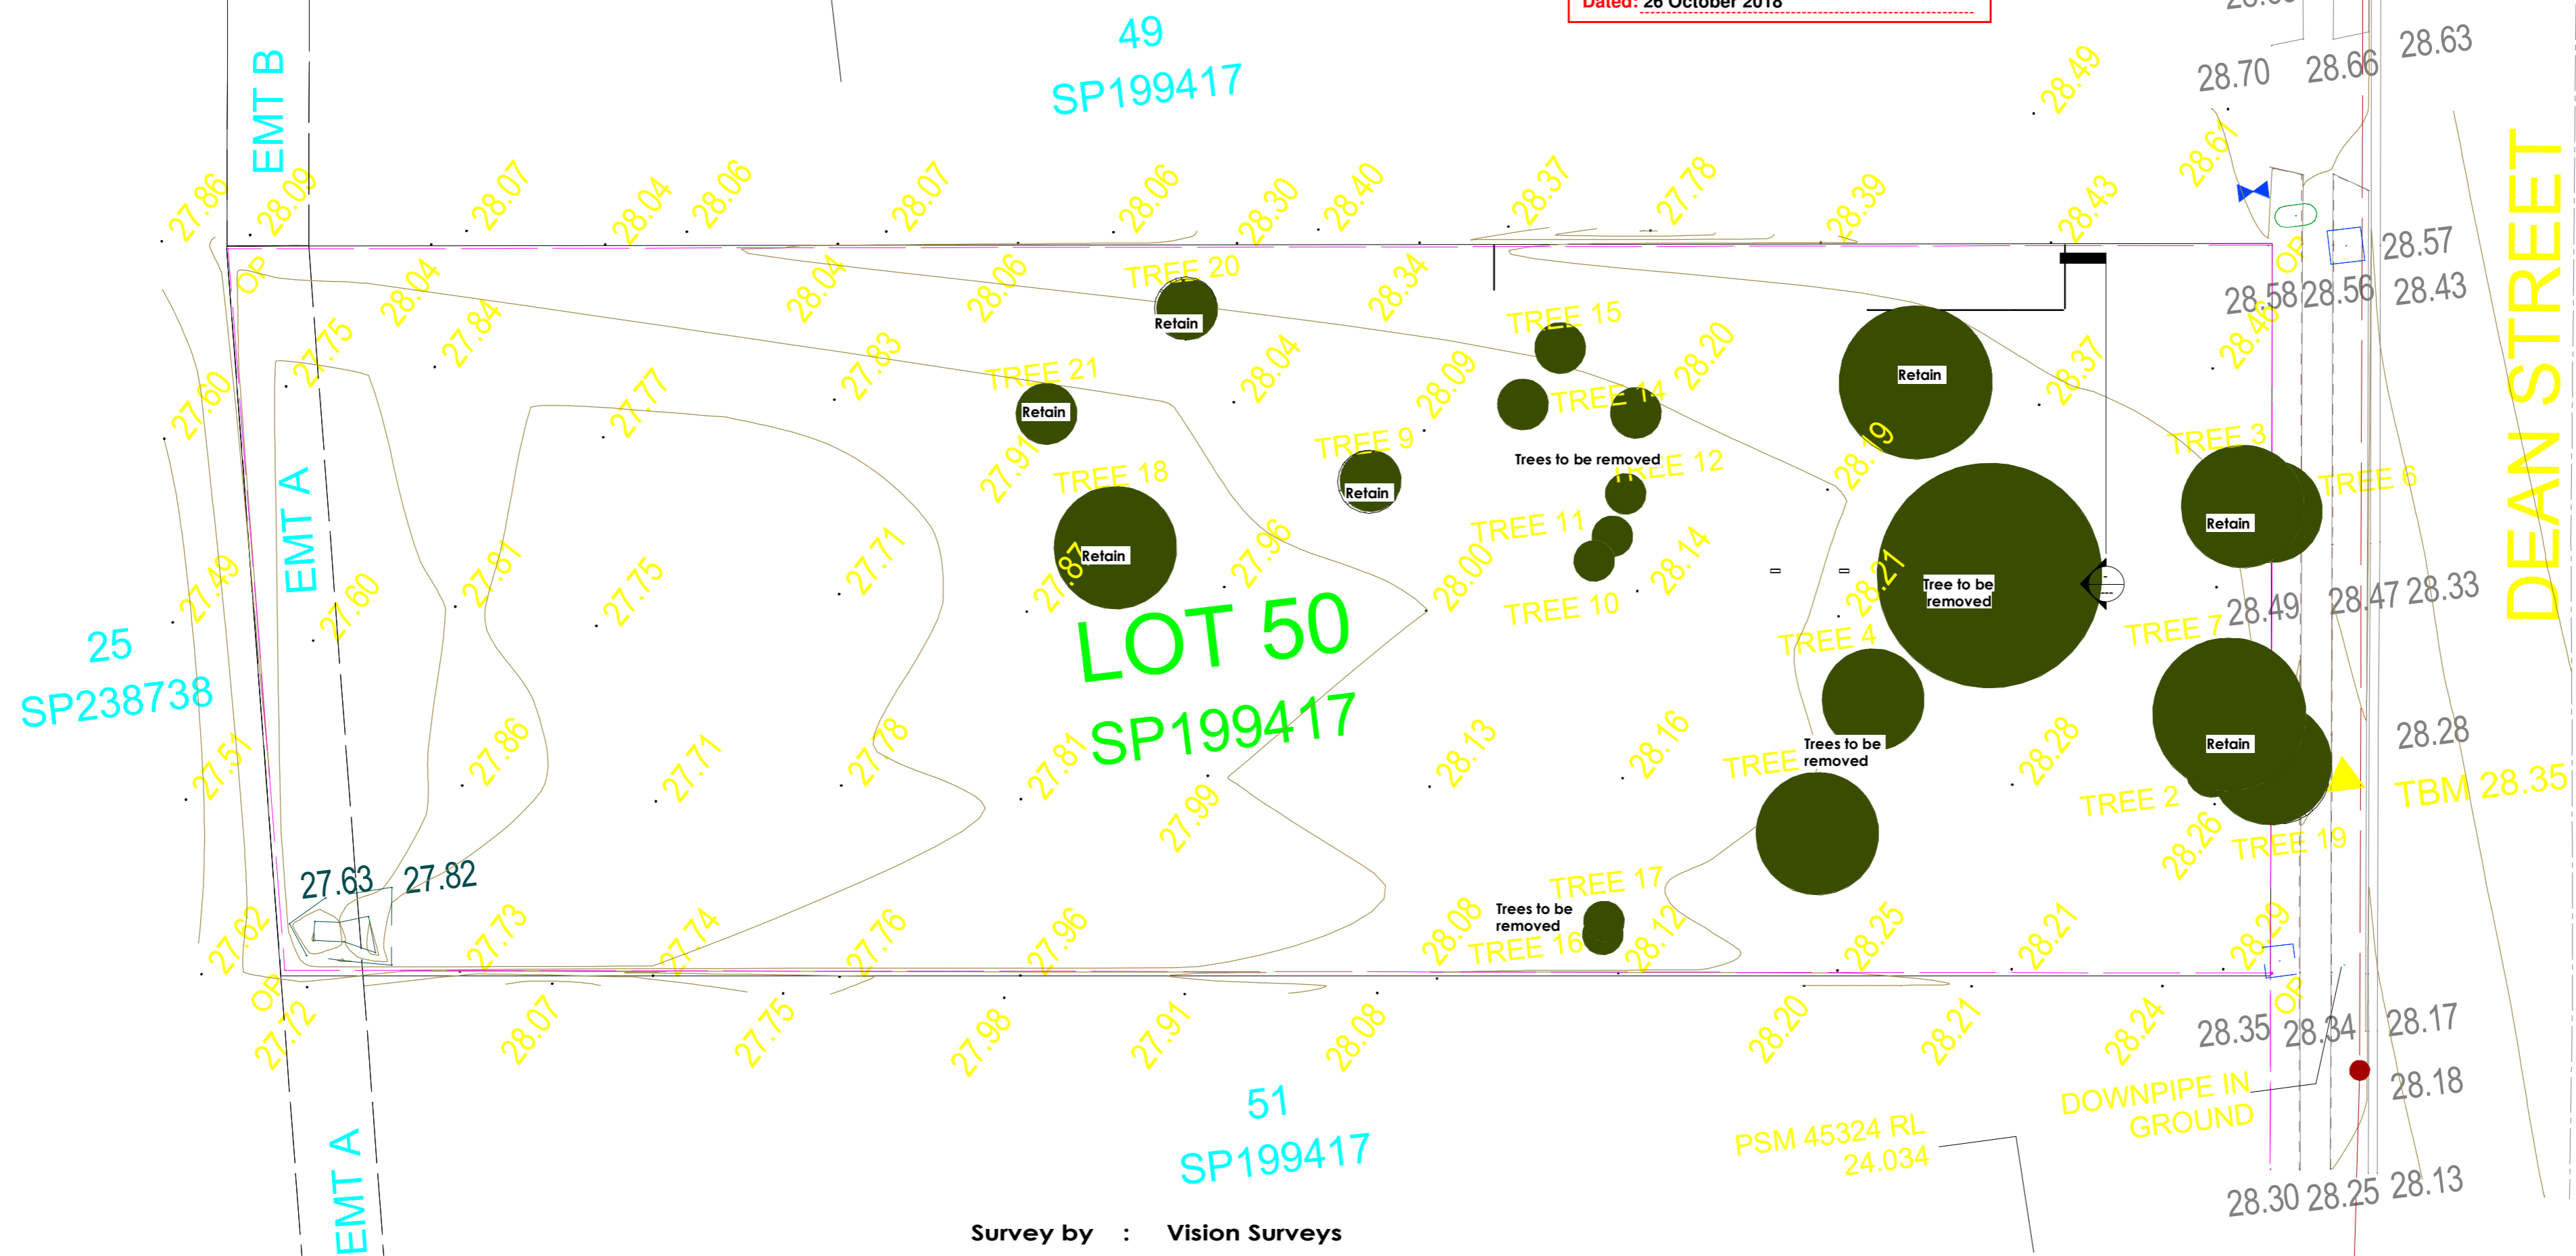 Dated: 26 October 2018
49
SP199417
EMT B
28.63
28.66
28.70
28.49
28.61
DEAN STREET
27.86
28.09
28.07
28.04
28.06
28.07
28.06
28.30
28.40
28.37
27.78
28.39
28.43
28.57
OP
28.04
28.04
28.06
TREE 20
28.34
OP
28.58
28.56
28.43
28.46
27.75
27.84
27.83
Retain
TREE 15
28.20
28.37
27.60
27.77
TREE 21
28.04
28.09
TREE 14
Retain
Retain
27.91
TREE 9
28.19
TREE 3
TREE 18
Retain
Trees to be removed
TREE 12
TREE 6
EMT A
27.49
27.60
27.81
27.75
27.71
27.87
Retain
27.96
28.00
TREE 11
28.14
28.21
Retain
Tree to be
removed
28.49
28.47
28.33
TREE 10
LOT 50
SP199417
25
SP238738
TREE 4
TREE 7
27.51
27.86
27.71
27.78
27.81
27.99
28.13
28.16
Trees to be
removed
TREE
28.28
Retain
28.28
TBM 28.35
TREE 2
28.26
TREE 19
27.63
27.82
TREE 17
Trees to be
removed
TREE 16
27.62
27.73
27.74
27.76
27.96
28.08
28.12
28.25
28.21
28.29
OP
27.72
28.07
27.75
27.98
27.91
28.08
28.20
28.21
28.24
OP
28.35
28.34
28.17
28.18
51
SP199417
EMT A
DOWNPIPE IN
GROUND
PSM 45324 RL
24.034
28.30
28.25
28.13
Survey by : Vision Surveys